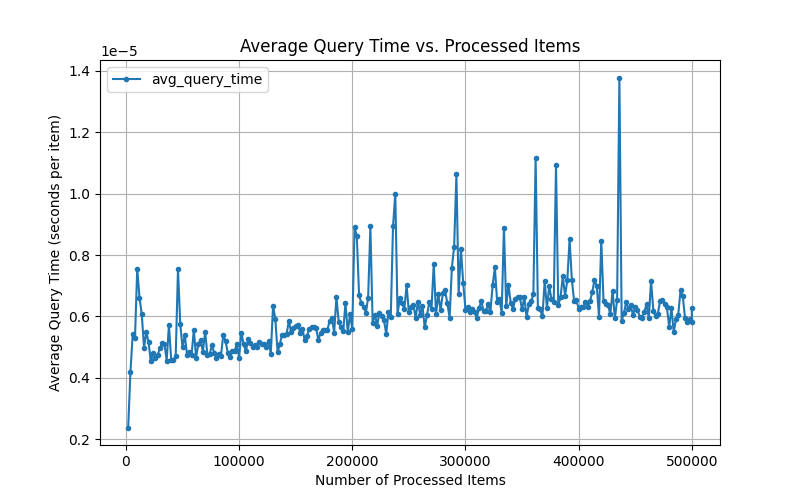 Average Query Time vs. Processed Items
1e−5
avg_query_time
1.4
1.2
1.0
0.8
0.6
0.4
0.2
Average Query Time (seconds per item)
0 100000 200000 300000 400000 500000
Number of Processed Items